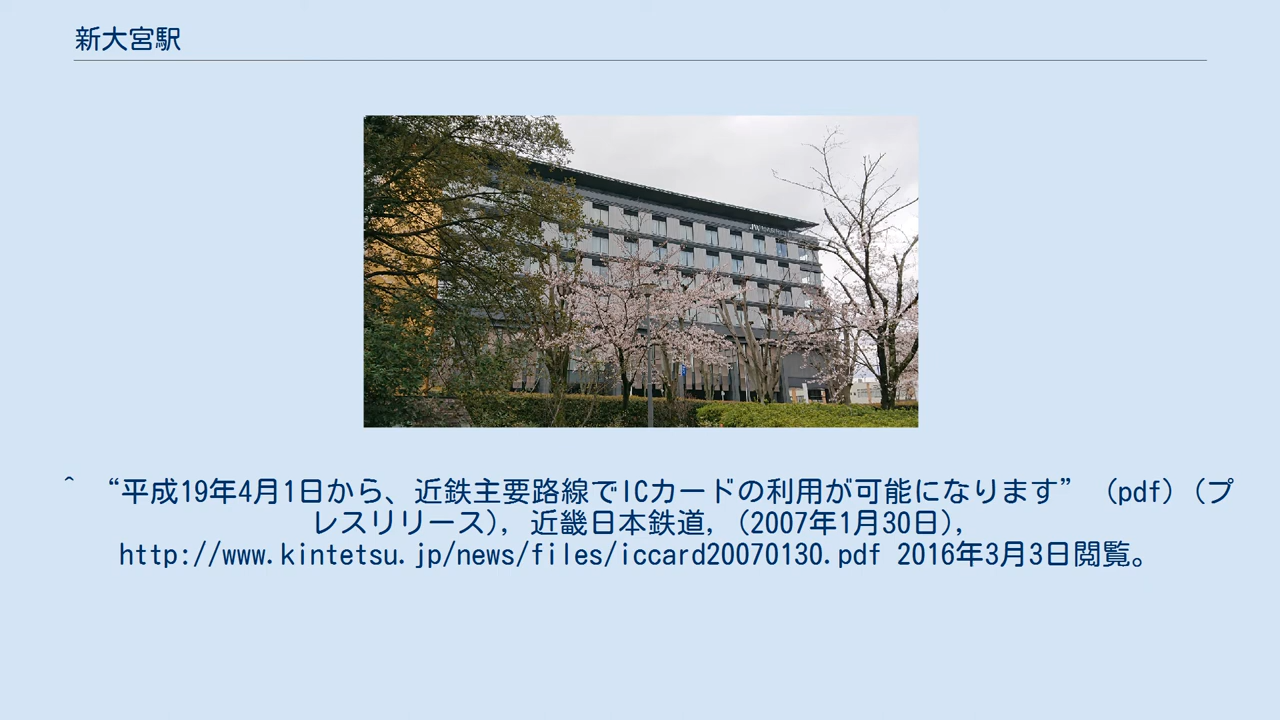 新大宮駅
^ “平成19年4月1日から、近鉄主要路線でICカードの利用が可能になります” (pdf) (プ
レスリリース), 近畿日本鉄道, (2007年1月30日),
http://www.kintetsu.jp/news/files/iccard20070130.pdf 2016年3月3日閲覧。